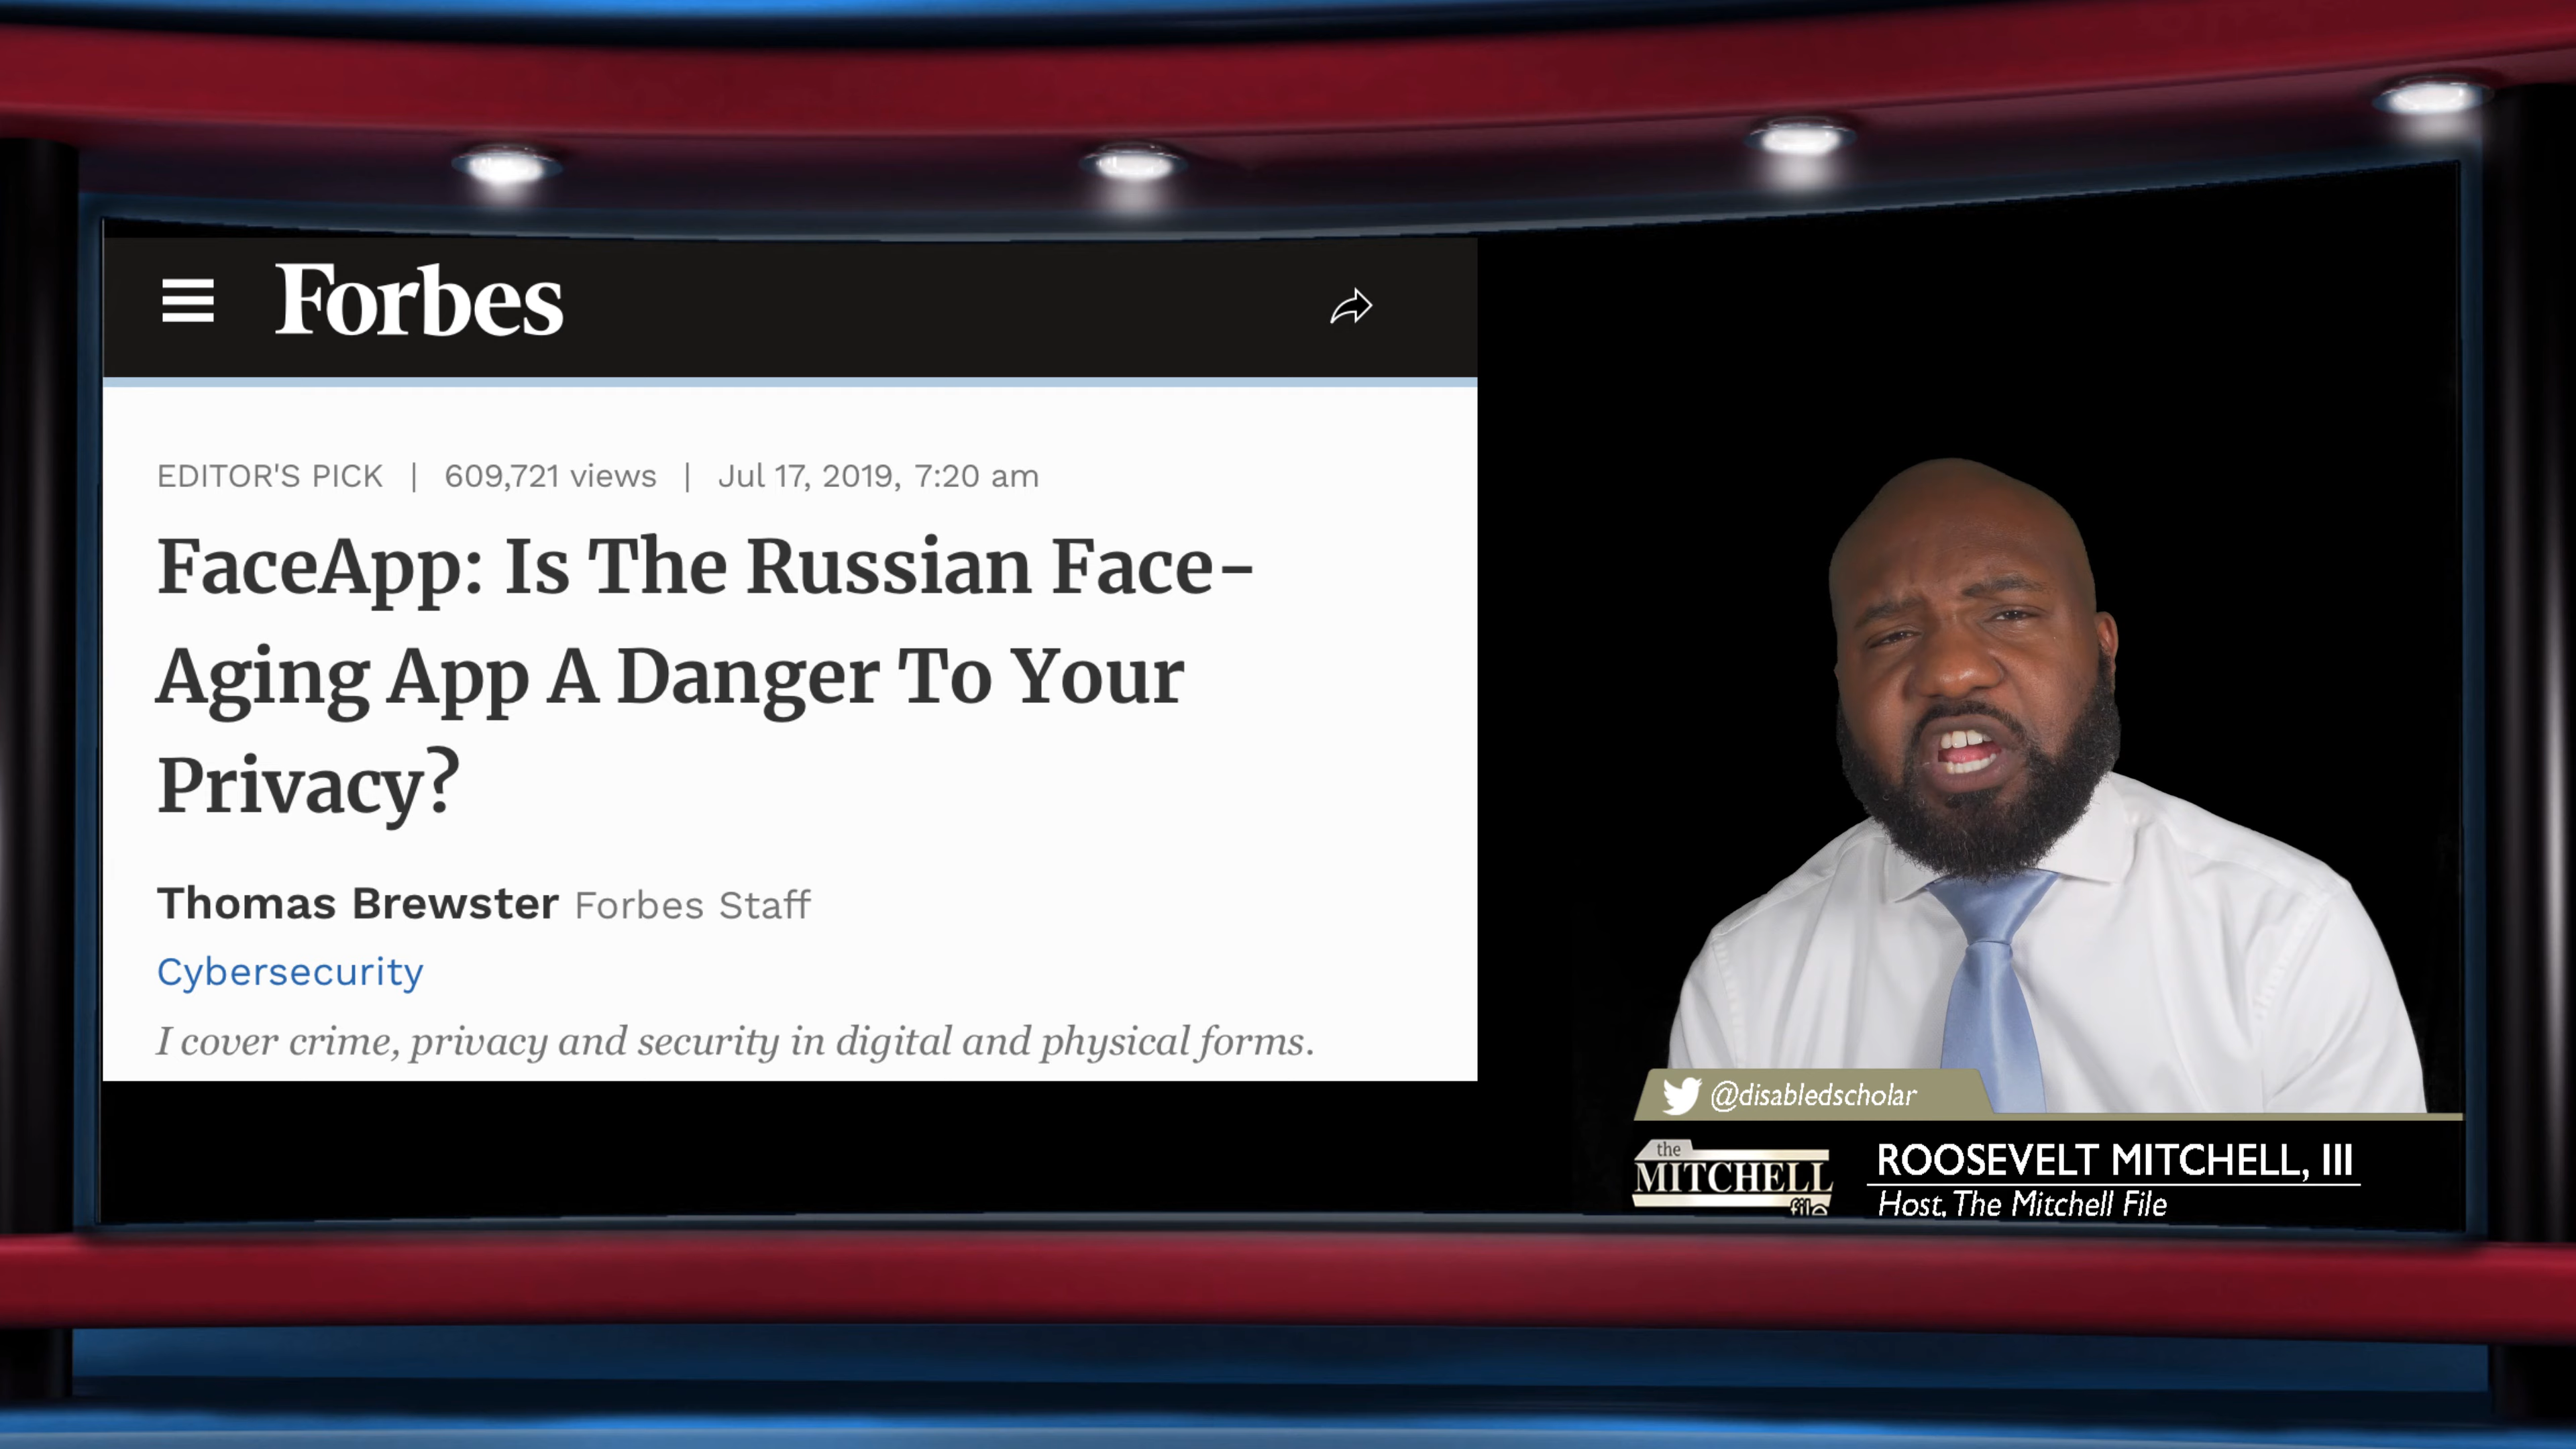 Forbes
EDITOR'S PICK | 609,721 views | Jul 17, 2019, 7:20 am
FaceApp: Is The Russian Face-
Aging App A Danger To Your
Privacy?
Thomas Brewster Forbes Staff
Cybersecurity
I cover crime, privacy and security in digital and physical forms.
@disabledscholar
the
MITCHELL
file
ROOSEVELT MITCHELL, III
Host, The Mitchell File